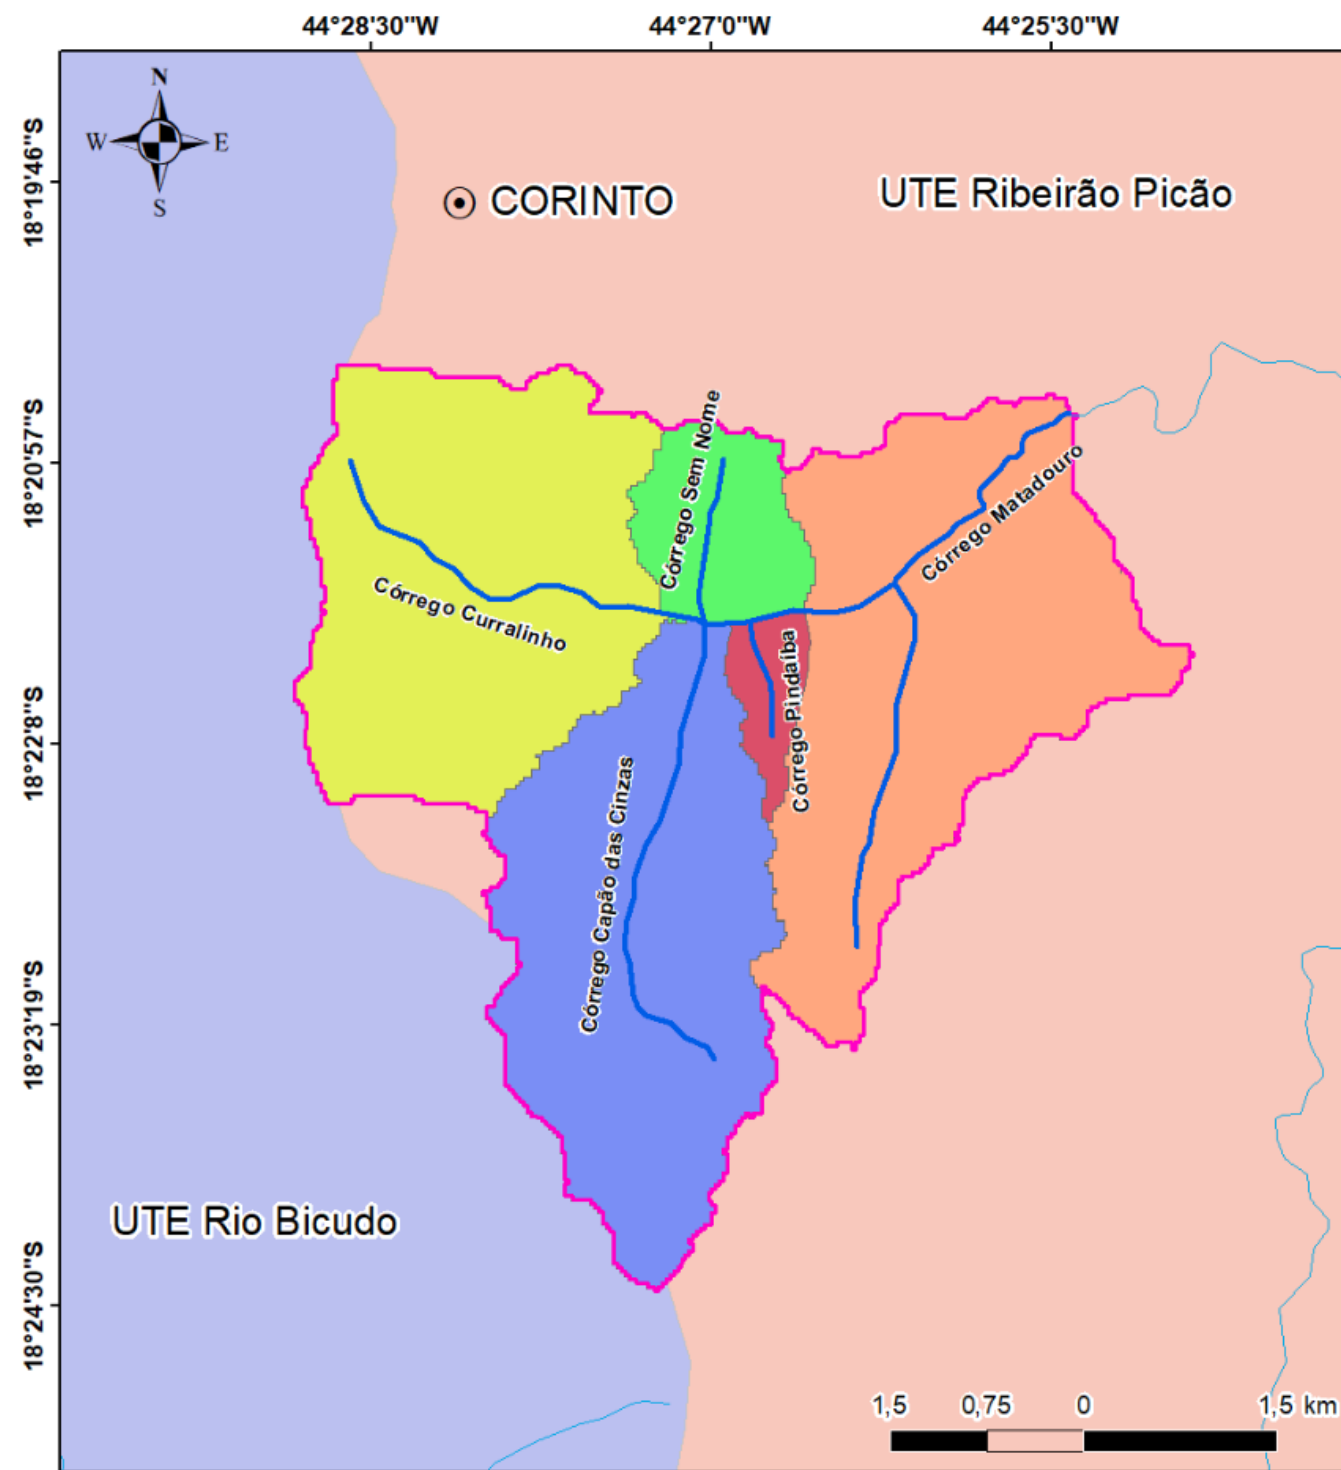 44°28'30"W
44°27'0"W
44°25'30"W
N
W
E
S
18°19'46"S
CORINTO
UTE Ribeirão Picão
18°20'57"S
Córrego Sem Nome
Córrego Matadouro
Córrego Curralinho
Córrego Pindaíba
18°22'8"S
Córrego Capão das Cinzas
18°23'19"S
UTE Rio Bicudo
18°24'30"S
1,5 0,75 0 1,5 km